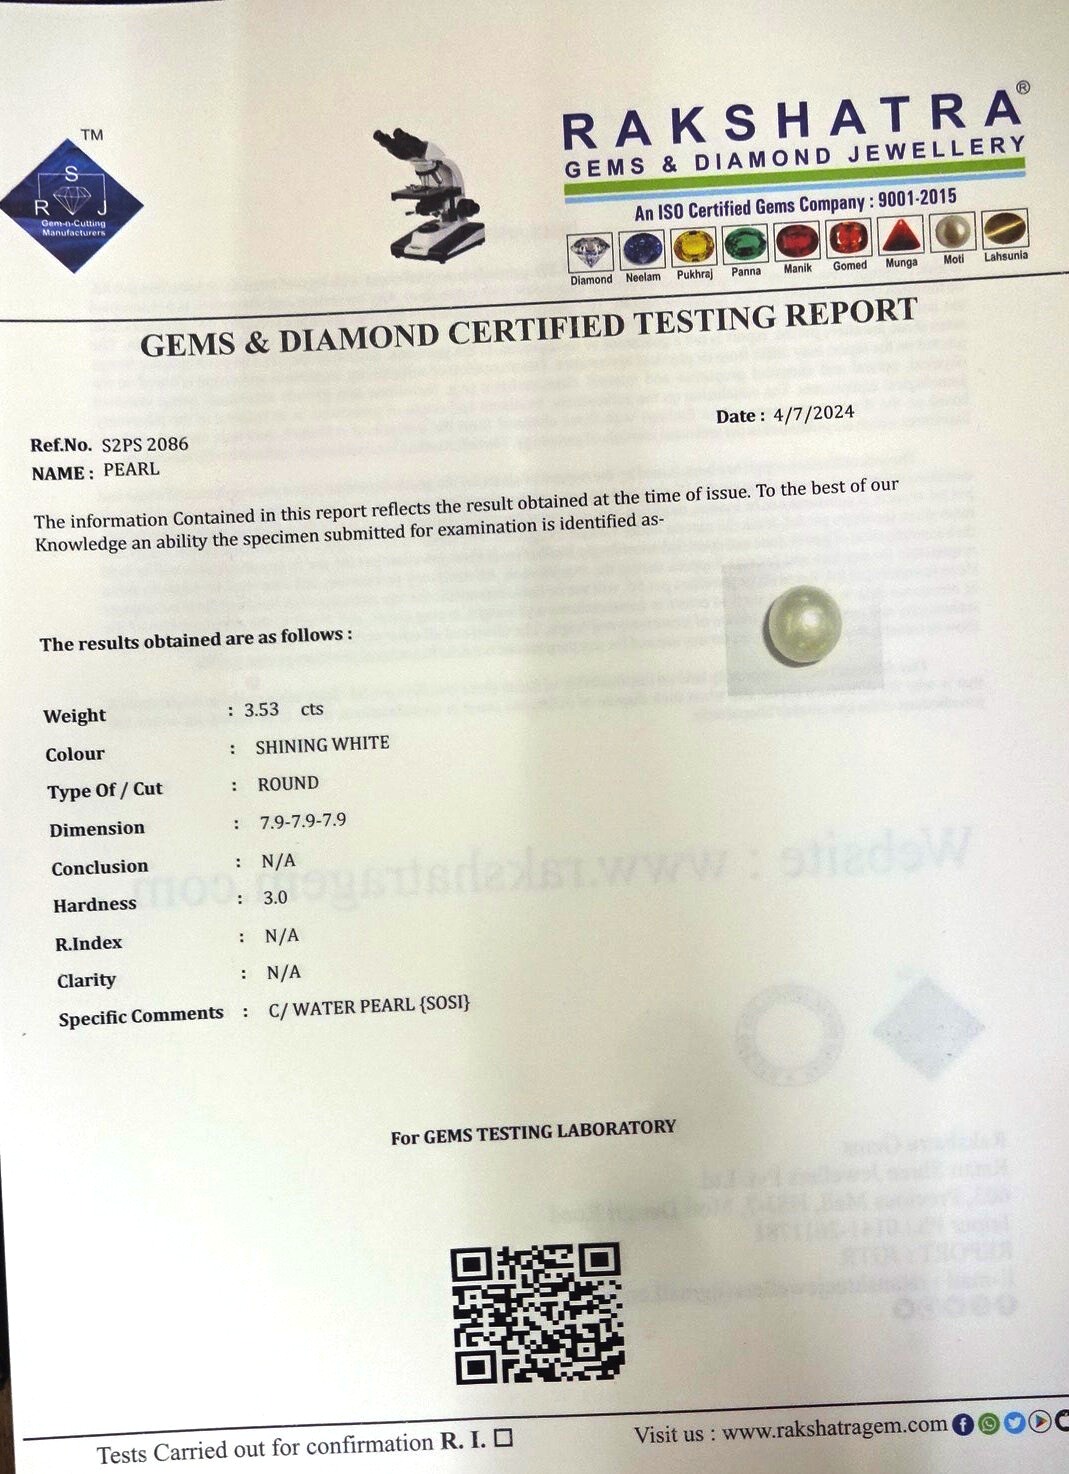 TM
S
R J
Gem-n-Cutting
Manufacturers
RAKSHATRA®
GEMS & DIAMOND JEWELLERY
An ISO Certified Gems Company : 9001-2015
Diamond Neelam Pukhraj Panna Manik Gomed Munga Moti Lahsunia
GEMS & DIAMOND CERTIFIED TESTING REPORT
Date : 4/7/2024
Ref.No. S2PS 2086
NAME : PEARL
The information Contained in this report reflects the result obtained at the time of issue. To the best of our
Knowledge an ability the specimen submitted for examination is identified as-
The results obtained are as follows :
Weight : 3.53 cts
Colour : SHINING WHITE
Type Of / Cut : ROUND
Dimension : 7.9-7.9-7.9
Conclusion : N/A
Hardness : 3.0
R.Index : N/A
Clarity : N/A
Specific Comments : C/ WATER PEARL {SOSI}
Website : www.rakshatragem.com
For GEMS TESTING LABORATORY
Tests Carried out for confirmation R. I. ☐
Visit us : www.rakshatragem.com